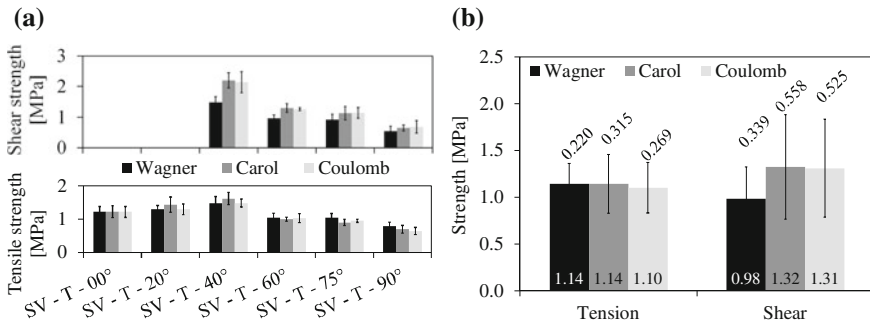 (a)
Shear strength
[MPa]
3
2
1
0
Wagner Carol Coulomb
Tensile strength
[MPa]
2
1
0
SV - T - 00°
SV - T - 20°
SV - T - 40°
SV - T - 60°
SV - T - 75°
SV - T - 90°
(b)
Strength [MPa]
2.5
2.0
1.5
1.0
0.5
0.0
Wagner Carol Coulomb
0.220
0.315
0.269
0.339
0.558
0.525
1.14
1.14
1.10
0.98
1.32
1.31
Tension
Shear